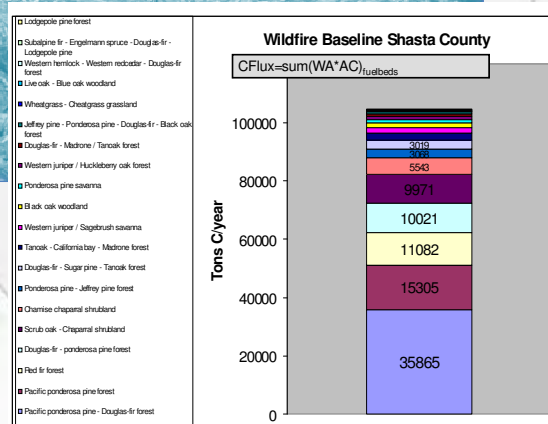 Lodgepole pine forest
Subalpine fir - Engelmann spruce - Douglas-fir -
Lodgepole pine
Western hemlock - Western redcedar - Douglas-fir
forest
Live oak - Blue oak woodland
Wheatgrass - Cheatgrass grassland
Jeffrey pine - Ponderosa pine - Douglas-fir - Black oak
forest
Douglas-fir - Madrone / Tanoak forest
Western juniper / Huckleberry oak forest
Ponderosa pine savanna
Black oak woodland
Western juniper / Sagebrush savanna
Tanoak - California bay - Madrone forest
Douglas-fir - Sugar pine - Tanoak forest
Ponderosa pine - Jeffrey pine forest
Chamise chaparral shrubland
Scrub oak - Chaparral shrubland
Douglas-fir - ponderosa pine forest
Red fir forest
Pacific ponderosa pine forest
Pacific ponderosa pine - Douglas-fir forest
Wildfire Baseline Shasta County
CFlux=sum(WA*AC)fuelbeds
Tons C/year
100000
80000
60000
40000
20000
0
3019
3068
5543
9971
10021
11082
15305
35865